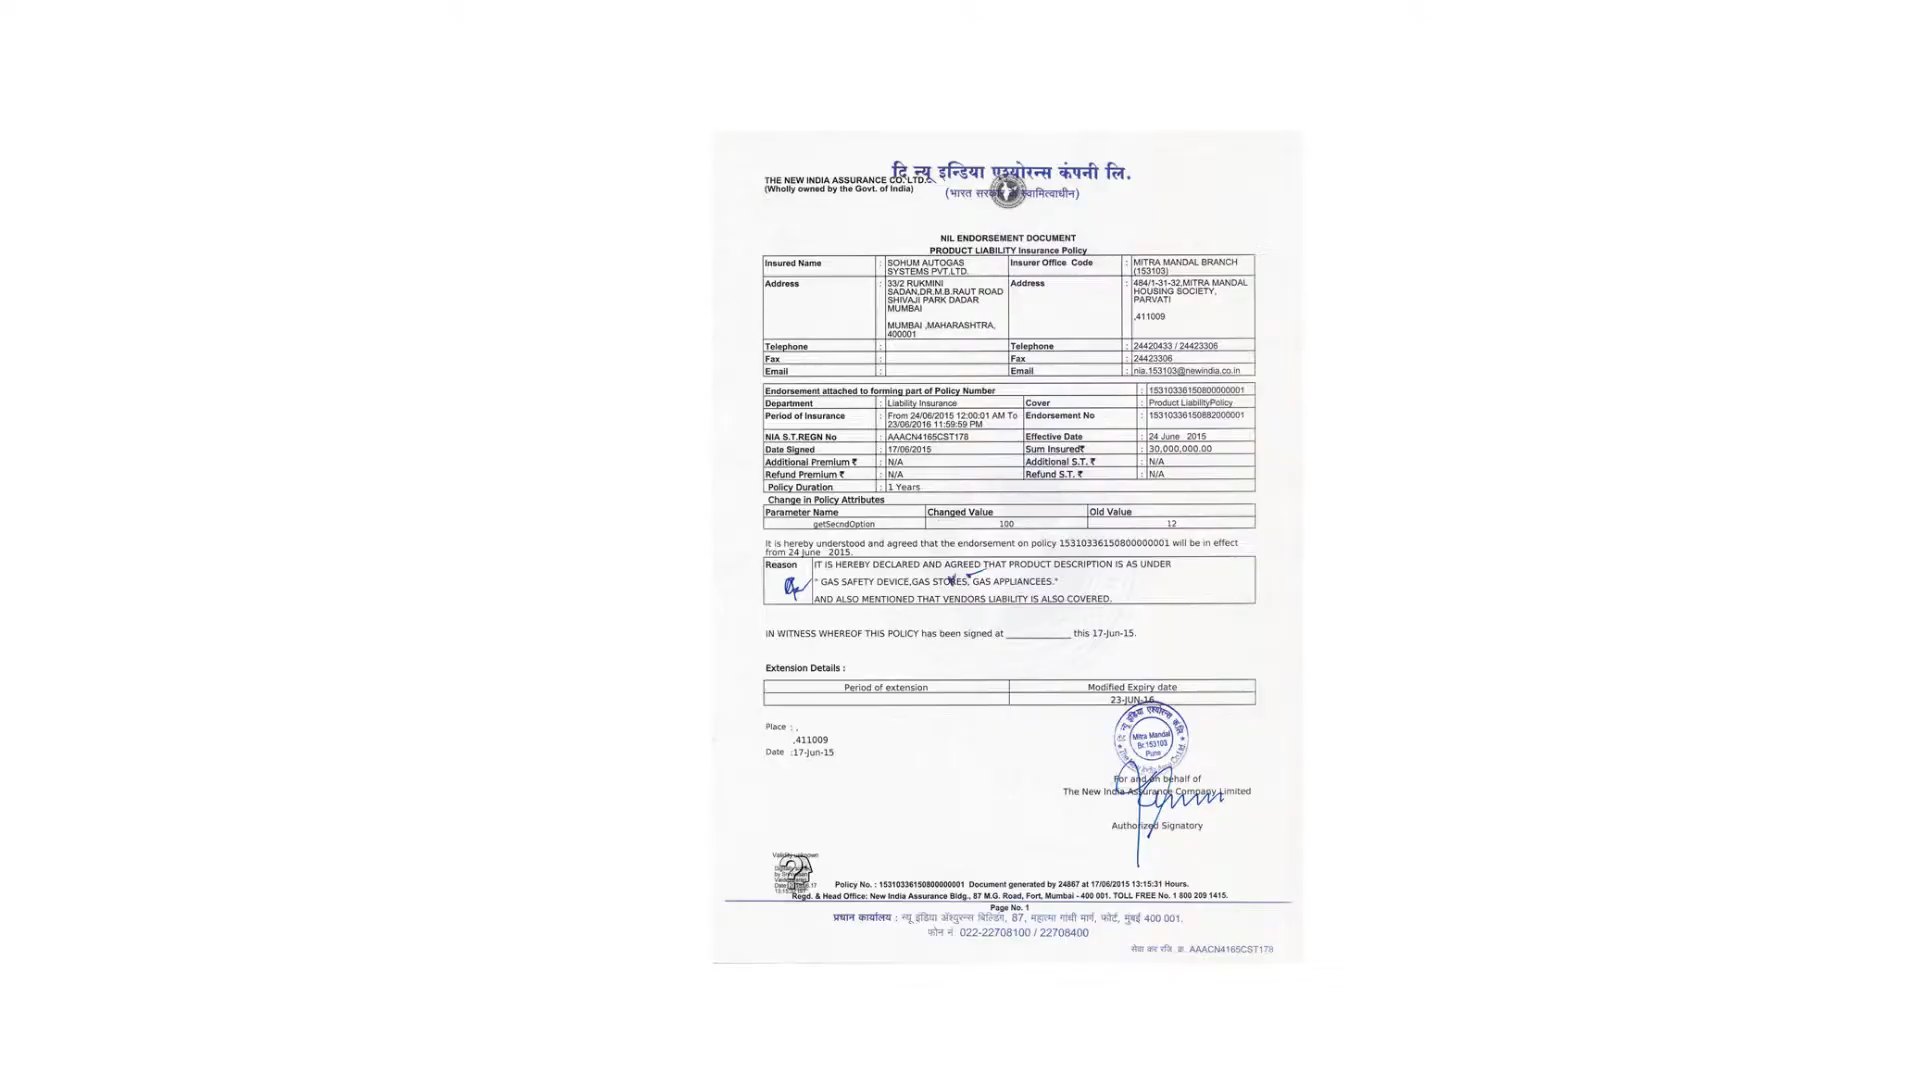 दि न्यू इन्डिया एश्योरन्स कंपनी लि.
THE NEW INDIA ASSURANCE CO. LTD.
(Wholly owned by the Govt. of India)
(भारत सरकार स्वामित्वाधीन)
NIL ENDORSEMENT DOCUMENT
PRODUCT LIABILITY Insurance Policy
Insured Name : SOHUM AUTOGAS SYSTEMS PVT.LTD. Insurer Office Code : MITRA MANDAL BRANCH (153103)
Address : 33/2 RUKMINI SADAN,DR.M.B.RAUT ROAD SHIVAJI PARK DADAR MUMBAI MUMBAI ,MAHARASHTRA, 400001 Address : 484/1-31-32,MITRA MANDAL HOUSING SOCIETY, PARVATI ,411009
Telephone : Telephone : 24420433 / 24423306
Fax : Fax : 24423306
Email : Email : nia.153103@newindia.co.in
Endorsement attached to forming part of Policy Number : 15310336150800000001
Department : Liability Insurance Cover : Product LiabilityPolicy
Period of Insurance : From 24/06/2015 12:00:01 AM To 23/06/2016 11:59:59 PM Endorsement No : 15310336150882000001
NIA S.T.REGN No : AAACN4165CST178 Effective Date : 24 June 2015
Date Signed : 17/06/2015 Sum Insured₹ : 30,000,000.00
Additional Premium ₹ : N/A Additional S.T. ₹ : N/A
Refund Premium ₹ : N/A Refund S.T. ₹ : N/A
Policy Duration : 1 Years
Change in Policy Attributes
Parameter Name Changed Value Old Value
getSecndOption 100 12
It is hereby understood and agreed that the endorsement on policy 15310336150800000001 will be in effect
from 24 June 2015.
Reason IT IS HEREBY DECLARED AND AGREED THAT PRODUCT DESCRIPTION IS AS UNDER
" GAS SAFETY DEVICE,GAS STOVES, GAS APPLIANCEES."
AND ALSO MENTIONED THAT VENDORS LIABILITY IS ALSO COVERED.
IN WITNESS WHEREOF THIS POLICY has been signed at ____________ this 17-Jun-15.
Extension Details :
Period of extension Modified Expiry date
23-JUN-16
Place : ,
,411009
Date :17-Jun-15
Mitra Mandal
Br.153103
Pune
For and on behalf of
The New India Assurance Company Limited
Authorized Signatory
Validity unknown
Policy No. : 15310336150800000001 Document generated by 24867 at 17/06/2015 13:15:31 Hours.
Regd. & Head Office: New India Assurance Bldg., 87 M.G. Road, Fort, Mumbai - 400 001. TOLL FREE No. 1 800 209 1415.
Page No. 1
प्रधान कार्यालय : न्यू इंडिया अ‍ॅश्युरन्स बिल्डिंग, 87, महात्मा गांधी मार्ग, फोर्ट, मुंबई 400 001.
फोन नं. 022-22708100 / 22708400
सेवा कर रजि. क्र. AAACN4165CST178